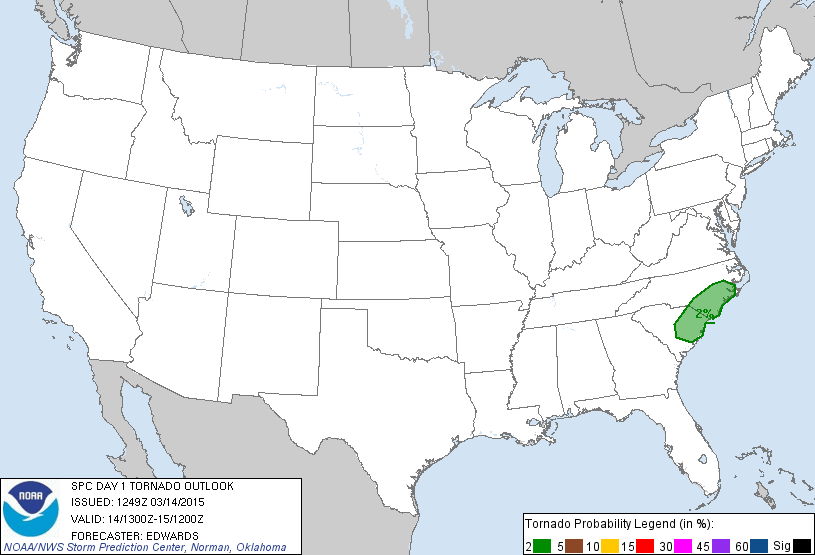 2%
NOAA
SPC DAY 1 TORNADO OUTLOOK
ISSUED: 1249Z 03/14/2015
VALID: 14/1300Z-15/1200Z
FORECASTER: EDWARDS
NOAA/NWS Storm Prediction Center, Norman, Oklahoma
Tornado Probability Legend (in %):
2 5 10 15 30 45 60 Sig